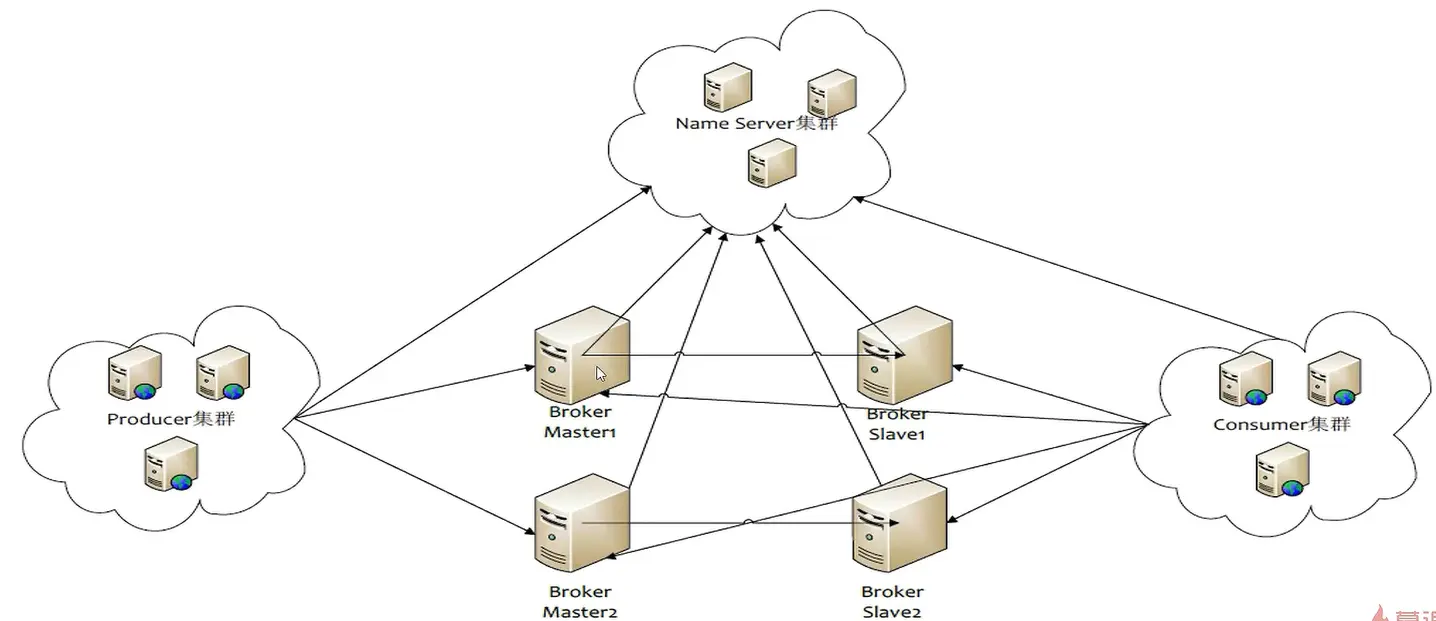 Name Server集群
Producer集群
Broker
Master1
Broker
Slave1
Consumer集群
Broker
Master2
Broker
Slave2